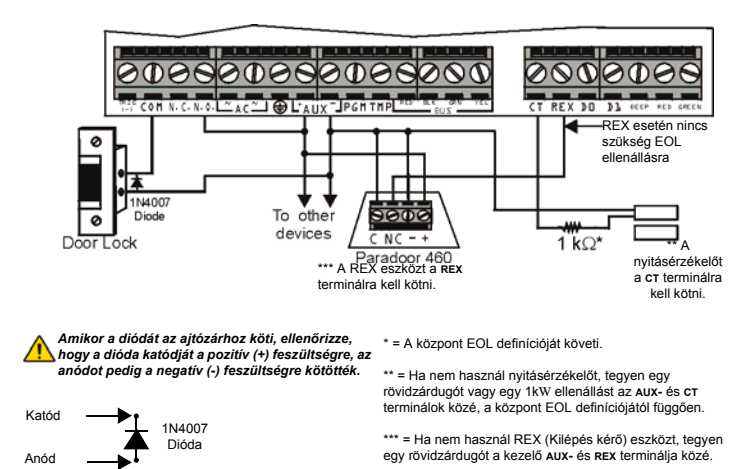 TRIG COM N.C. N.O. ~ AC ~ + AUX - PGM TMP RED BLK GRN YEL CT REX D0 D1 BEEP RED GREEN
(-) BUS
REX esetén nincs
szükség EOL
ellenállásra
1N4007
Diode
Door Lock
To other
devices
C NC - +
Paradoor 460
1 kΩ*
*** A REX eszközt a REX
terminálra kell kötni.
** A
nyitásérzékelőt
a CT terminálra
kell kötni.
Amikor a diódát az ajtózárhoz köti, ellenőrizze,
hogy a dióda katódját a pozitív (+) feszültségre, az
anódot pedig a negatív (-) feszültségre kötötték.
Katód
1N4007
Dióda
Anód
* = A központ EOL definícióját követi.
** = Ha nem használ nyitásérzékelőt, tegyen egy
rövidzárdugót vagy egy 1kW ellenállást az AUX- és CT
terminálok közé, a központ EOL definíciójától függően.
*** = Ha nem használ REX (Kilépés kérő) eszközt, tegyen
egy rövidzárdugót a kezelő AUX- és REX terminálja közé.